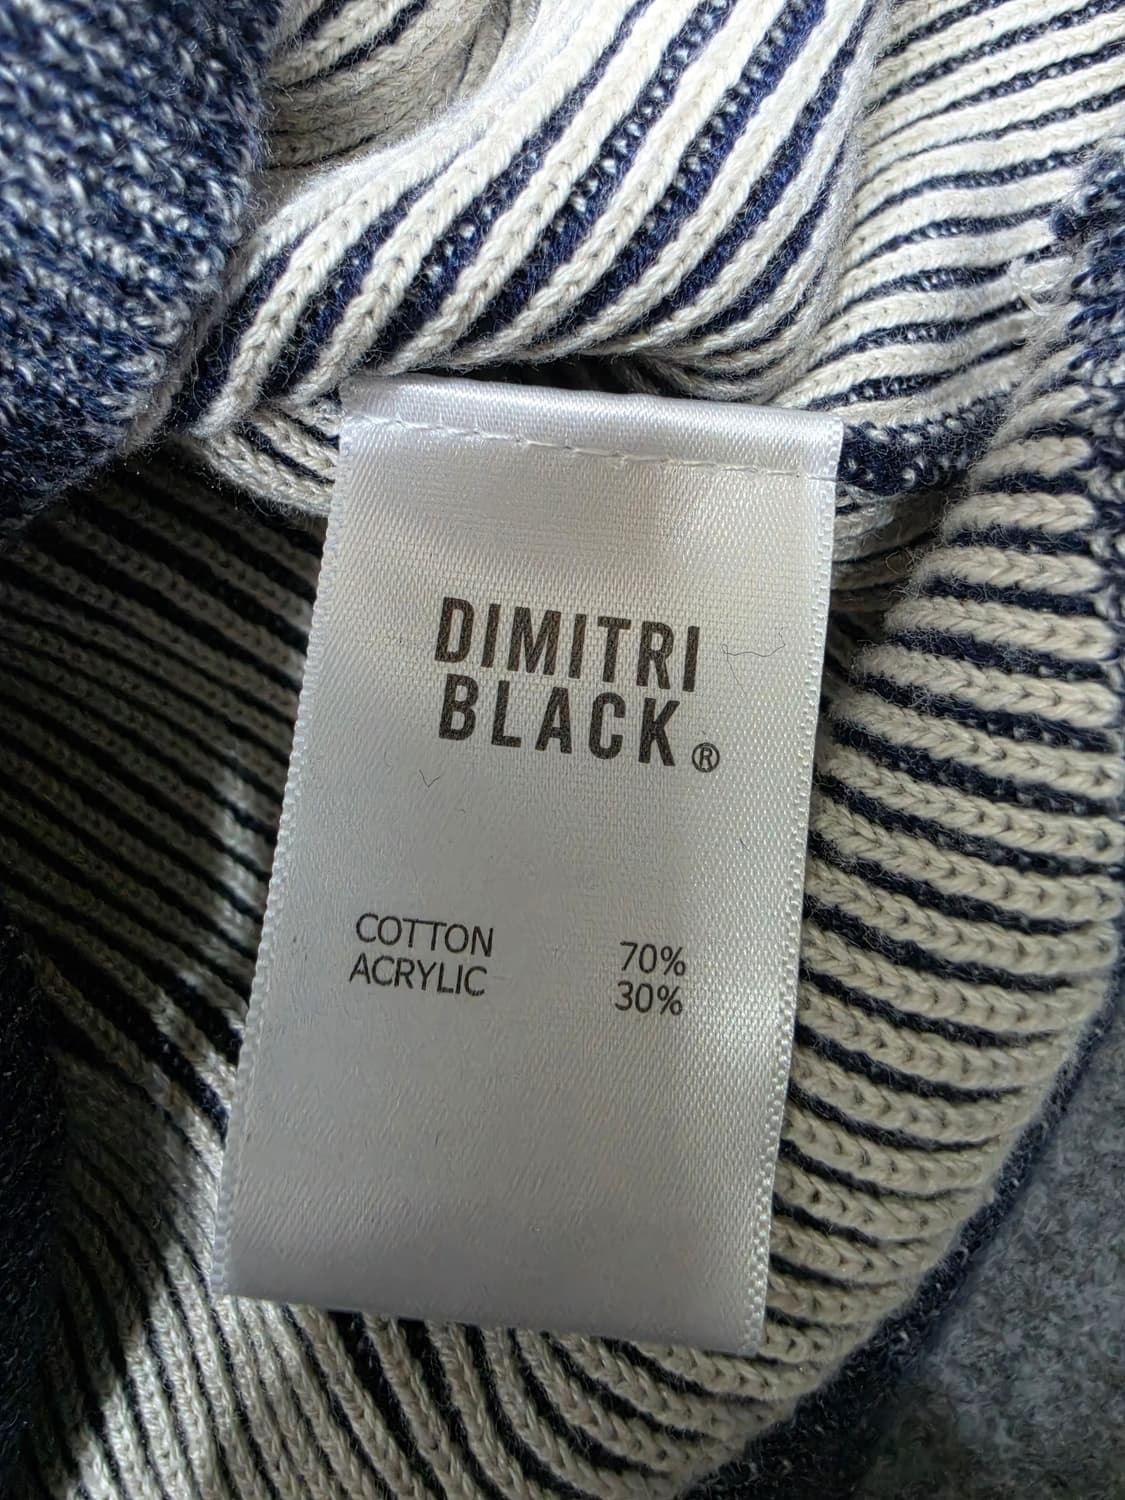 DIMITRI
BLACK®
COTTON 70%
ACRYLIC 30%